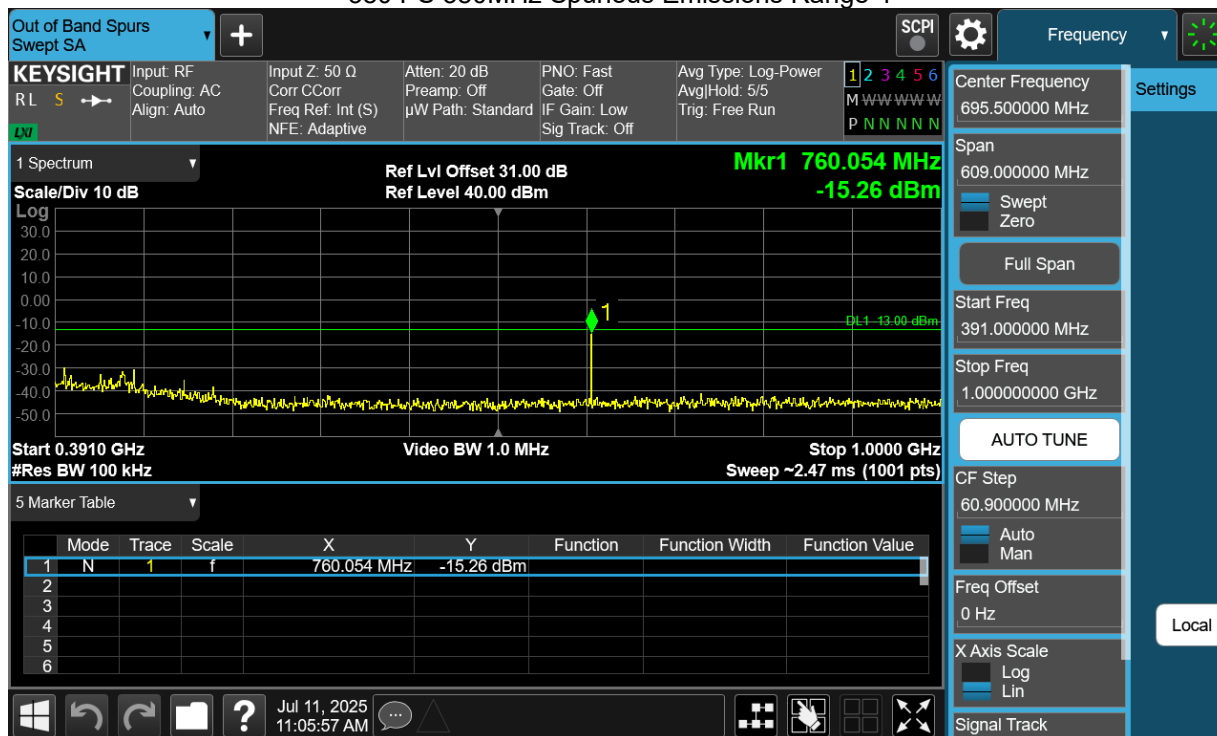 Out of Band Spurs
Swept SA
SCPI
Frequency
KEYSIGHT
RL S
LXI
Input: RF
Coupling: AC
Align: Auto
Input Z: 50 Ω
Corr CCorr
Freq Ref: Int (S)
NFE: Adaptive
Atten: 20 dB
Preamp: Off
µW Path: Standard
PNO: Fast
Gate: Off
IF Gain: Low
Sig Track: Off
Avg Type: Log-Power
Avg|Hold: 5/5
Trig: Free Run
1 2 3 4 5 6
M W W W W W
P N N N N N
1 Spectrum
Scale/Div 10 dB
Ref Lvl Offset 31.00 dB
Ref Level 40.00 dBm
Mkr1 760.054 MHz
-15.26 dBm
Log
30.0
20.0
10.0
0.00
-10.0
-20.0
-30.0
-40.0
-50.0
1
DL1 -13.00 dBm
Start 0.3910 GHz
#Res BW 100 kHz
Video BW 1.0 MHz
Stop 1.0000 GHz
Sweep ~2.47 ms (1001 pts)
5 Marker Table
Mode Trace Scale X Y Function Function Width Function Value
1 N 1 f 760.054 MHz -15.26 dBm
2
3
4
5
6
Jul 11, 2025
11:05:57 AM
Center Frequency
695.500000 MHz
Span
609.000000 MHz
Swept
Zero
Full Span
Start Freq
391.000000 MHz
Stop Freq
1.000000000 GHz
AUTO TUNE
CF Step
60.900000 MHz
Auto
Man
Freq Offset
0 Hz
X Axis Scale
Log
Lin
Signal Track
Settings
Local